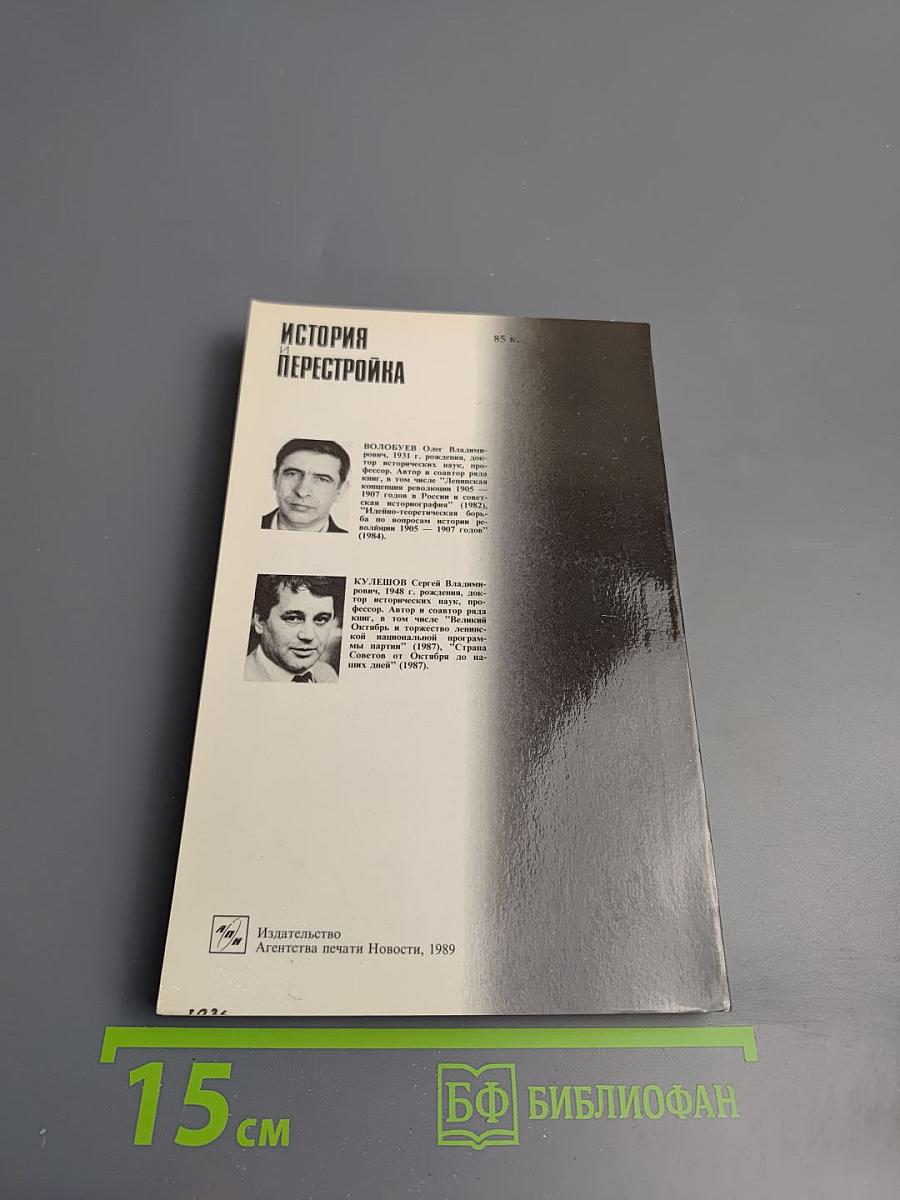 ИСТОРИЯ
И
ПЕРЕСТРОЙКА
85 к.
ВОЛОБУЕВ Олег Владими-
рович, 1931 г. рождения, док-
тор исторических наук, про-
фессор. Автор и соавтор ряда
книг, в том числе "Ленинская
концепция революции 1905 —
1907 годов в России и совет-
ская историография" (1982),
"Идейно-теоретическая борь-
ба по вопросам истории ре-
волюции 1905 — 1907 годов"
(1984).
КУЛЕШОВ Сергей Владими-
рович, 1948 г. рождения, док-
тор исторических наук, про-
фессор. Автор и соавтор ряда
книг, в том числе "Великий
Октябрь и торжество ленинс-
кой национальной програм-
мы партии" (1987), "Страна
Советов от Октября до на-
ших дней" (1987).
АПН
Издательство
Агентства печати Новости, 1989
15 см
БФ БИБЛИОФАН